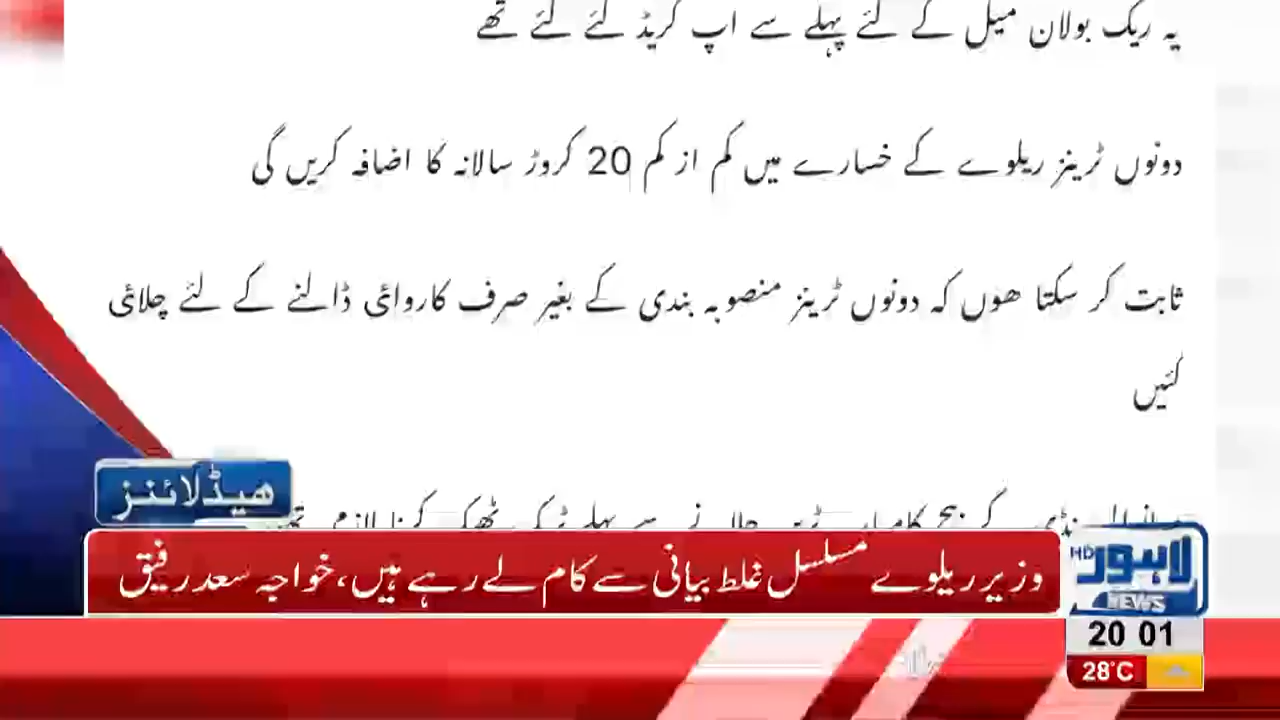 یہ ریک بولان میل کے لئے پہلے سے اپ گریڈ کئے گئے تھے
دونوں ٹرینز ریلوے کے خسارے میں کم از کم 20 کروڑ سالانہ کا اضافہ کریں گی
ثابت کر سکتا ھوں کہ دونوں ٹرینز منصوبہ بندی کے بغیر صرف کاروائی ڈالنے کے لئے چلائی
گئیں
ھیڈلائنز
وزیر ریلوے مسلسل غلط بیانی سے کام لے رہے ہیں، خواجہ سعد رفیق
لاہور HD
NEWS
20 01
28°C